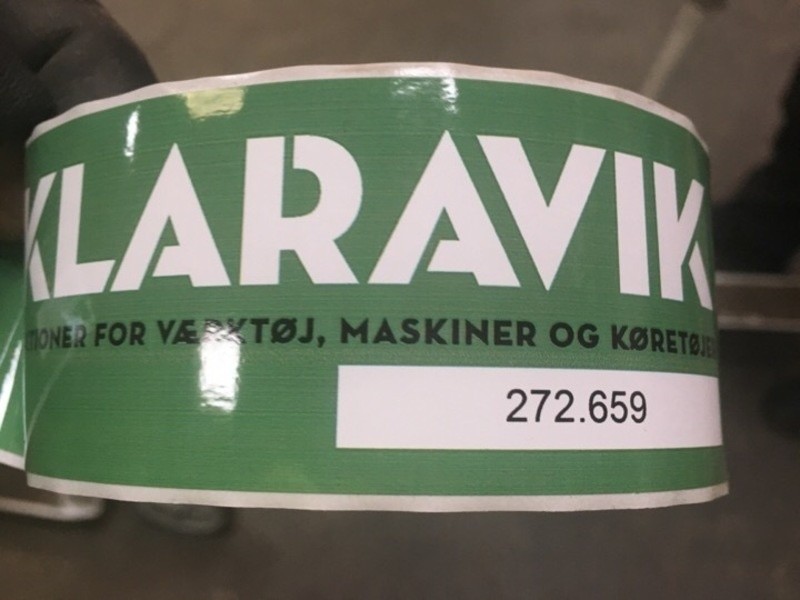 KLARAVIK
FOR VÆRKTØJ, MASKINER OG
272.659